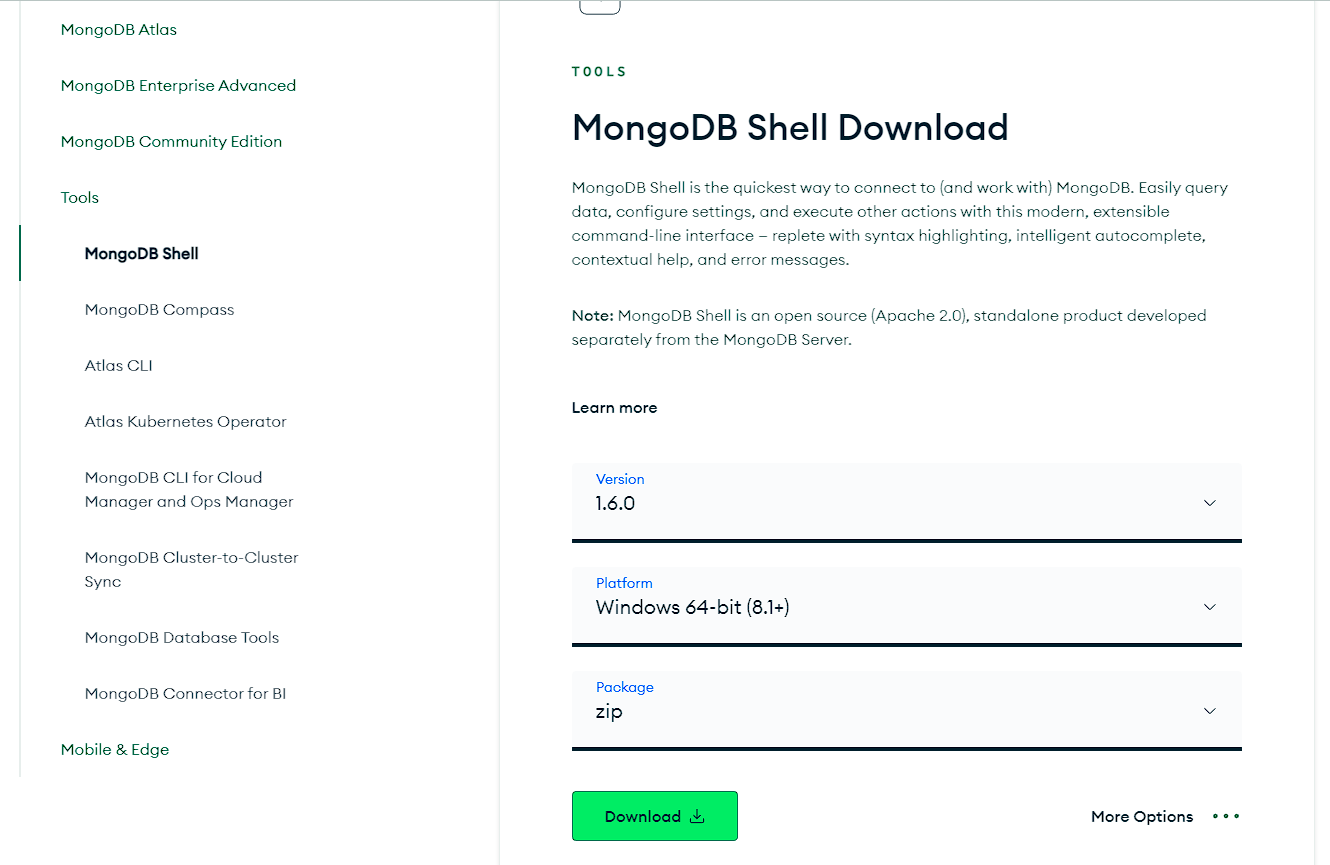 MongoDB Atlas
MongoDB Enterprise Advanced
MongoDB Community Edition
Tools
MongoDB Shell
MongoDB Compass
Atlas CLI
Atlas Kubernetes Operator
MongoDB CLI for Cloud
Manager and Ops Manager
MongoDB Cluster-to-Cluster
Sync
MongoDB Database Tools
MongoDB Connector for BI
Mobile & Edge
TOOLS
MongoDB Shell Download
MongoDB Shell is the quickest way to connect to (and work with) MongoDB. Easily query
data, configure settings, and execute other actions with this modern, extensible
command-line interface – replete with syntax highlighting, intelligent autocomplete,
contextual help, and error messages.
Note: MongoDB Shell is an open source (Apache 2.0), standalone product developed
separately from the MongoDB Server.
Learn more
Version
1.6.0
Platform
Windows 64-bit (8.1+)
Package
zip
Download
More Options